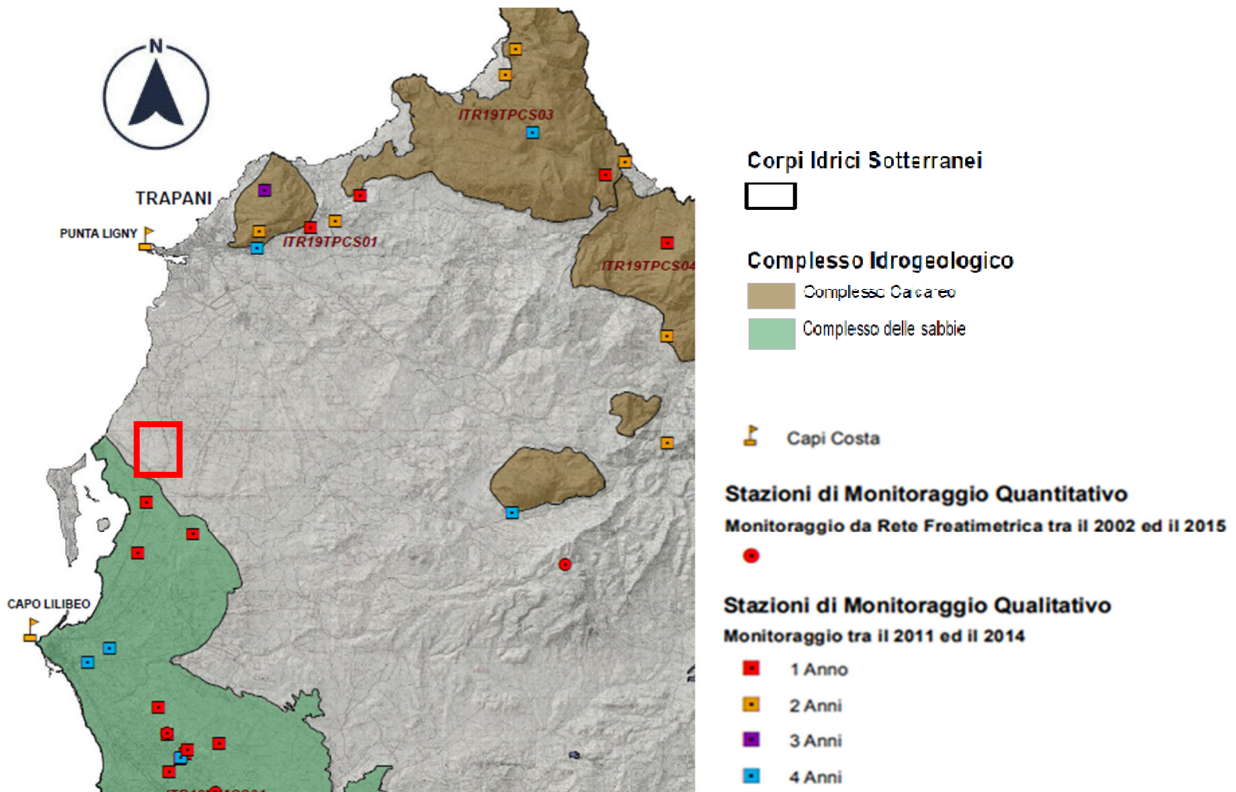 N
ITR19TPCS03
TRAPANI
PUNTA LIGNY
ITR19TPCS01
ITR19TPCS04
CAPO LILIBEO
Corpi Idrici Sotterranei
Complesso Idrogeologico
Complesso Calcareo
Complesso delle sabbie
Capi Costa
Stazioni di Monitoraggio Quantitativo
Monitoraggio da Rete Freatimetrica tra il 2002 ed il 2015
Stazioni di Monitoraggio Qualitativo
Monitoraggio tra il 2011 ed il 2014
1 Anno
2 Anni
3 Anni
4 Anni